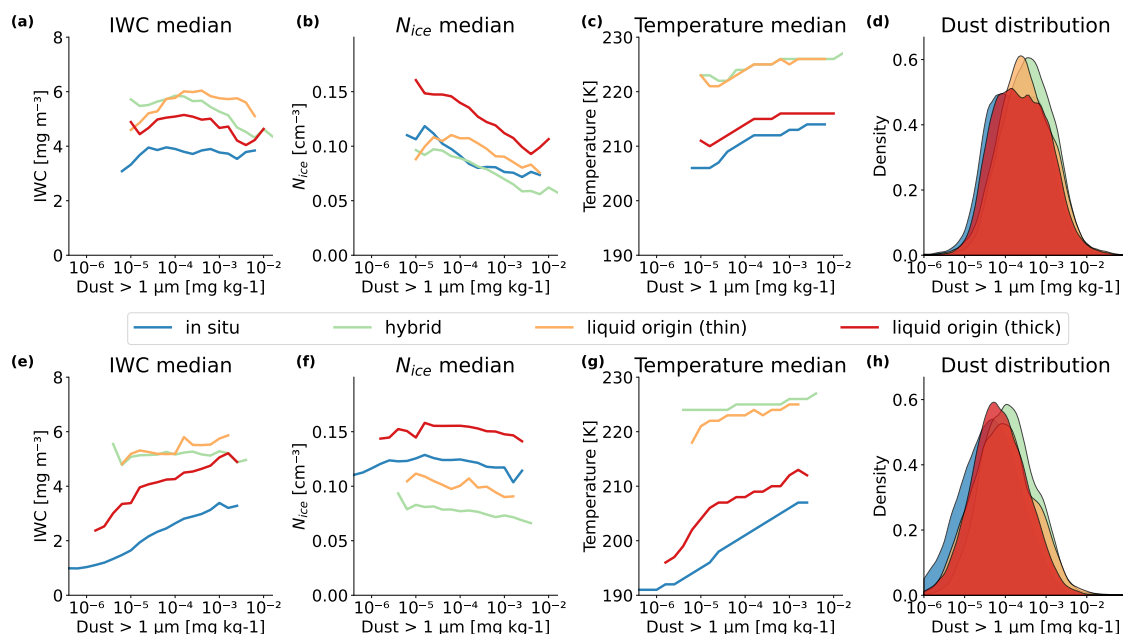 (a) IWC median (b) N_ice median (c) Temperature median (d) Dust distribution
8 6 4 2 0
IWC [mg m⁻³]
10⁻⁶ 10⁻⁵ 10⁻⁴ 10⁻³ 10⁻²
Dust > 1 μm [mg kg-1]
0.15 0.10 0.05 0.00
N_ice [cm⁻³]
10⁻⁶ 10⁻⁵ 10⁻⁴ 10⁻³ 10⁻²
Dust > 1 μm [mg kg-1]
230 220 210 200 190
Temperature [K]
10⁻⁶ 10⁻⁵ 10⁻⁴ 10⁻³ 10⁻²
Dust > 1 μm [mg kg-1]
0.6 0.4 0.2 0.0
Density
10⁻⁶ 10⁻⁵ 10⁻⁴ 10⁻³ 10⁻²
Dust > 1 μm [mg kg-1]
in situ hybrid liquid origin (thin) liquid origin (thick)
(e) IWC median (f) N_ice median (g) Temperature median (h) Dust distribution
8 6 4 2 0
IWC [mg m⁻³]
10⁻⁶ 10⁻⁵ 10⁻⁴ 10⁻³ 10⁻²
Dust > 1 μm [mg kg-1]
0.15 0.10 0.05 0.00
N_ice [cm⁻³]
10⁻⁶ 10⁻⁵ 10⁻⁴ 10⁻³ 10⁻²
Dust > 1 μm [mg kg-1]
230 220 210 200 190
Temperature [K]
10⁻⁶ 10⁻⁵ 10⁻⁴ 10⁻³ 10⁻²
Dust > 1 μm [mg kg-1]
0.6 0.4 0.2 0.0
Density
10⁻⁶ 10⁻⁵ 10⁻⁴ 10⁻³ 10⁻²
Dust > 1 μm [mg kg-1]